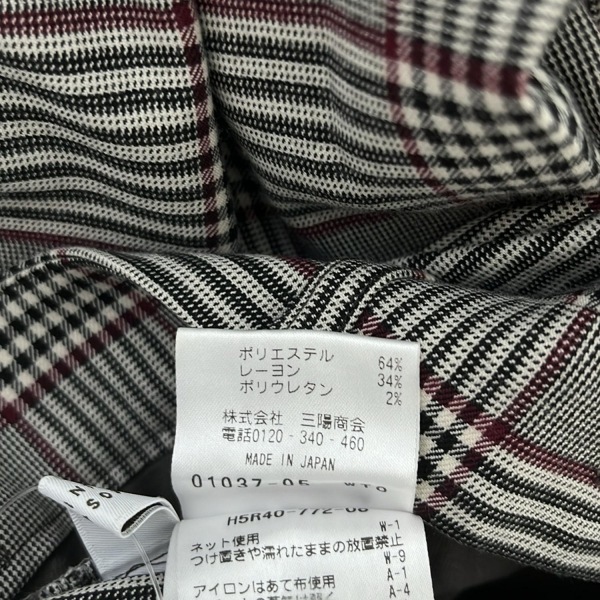 ポリエステル 64%
レーヨン 34%
ポリウレタン 2%
株式会社 三陽商会
電話0120-340-460
MADE IN JAPAN
01037-05
H5R40-772-08
W-1
ネット使用
つけ置きや濡れたままの放置禁止
W-9
A-1
アイロンはあて布使用
A-4